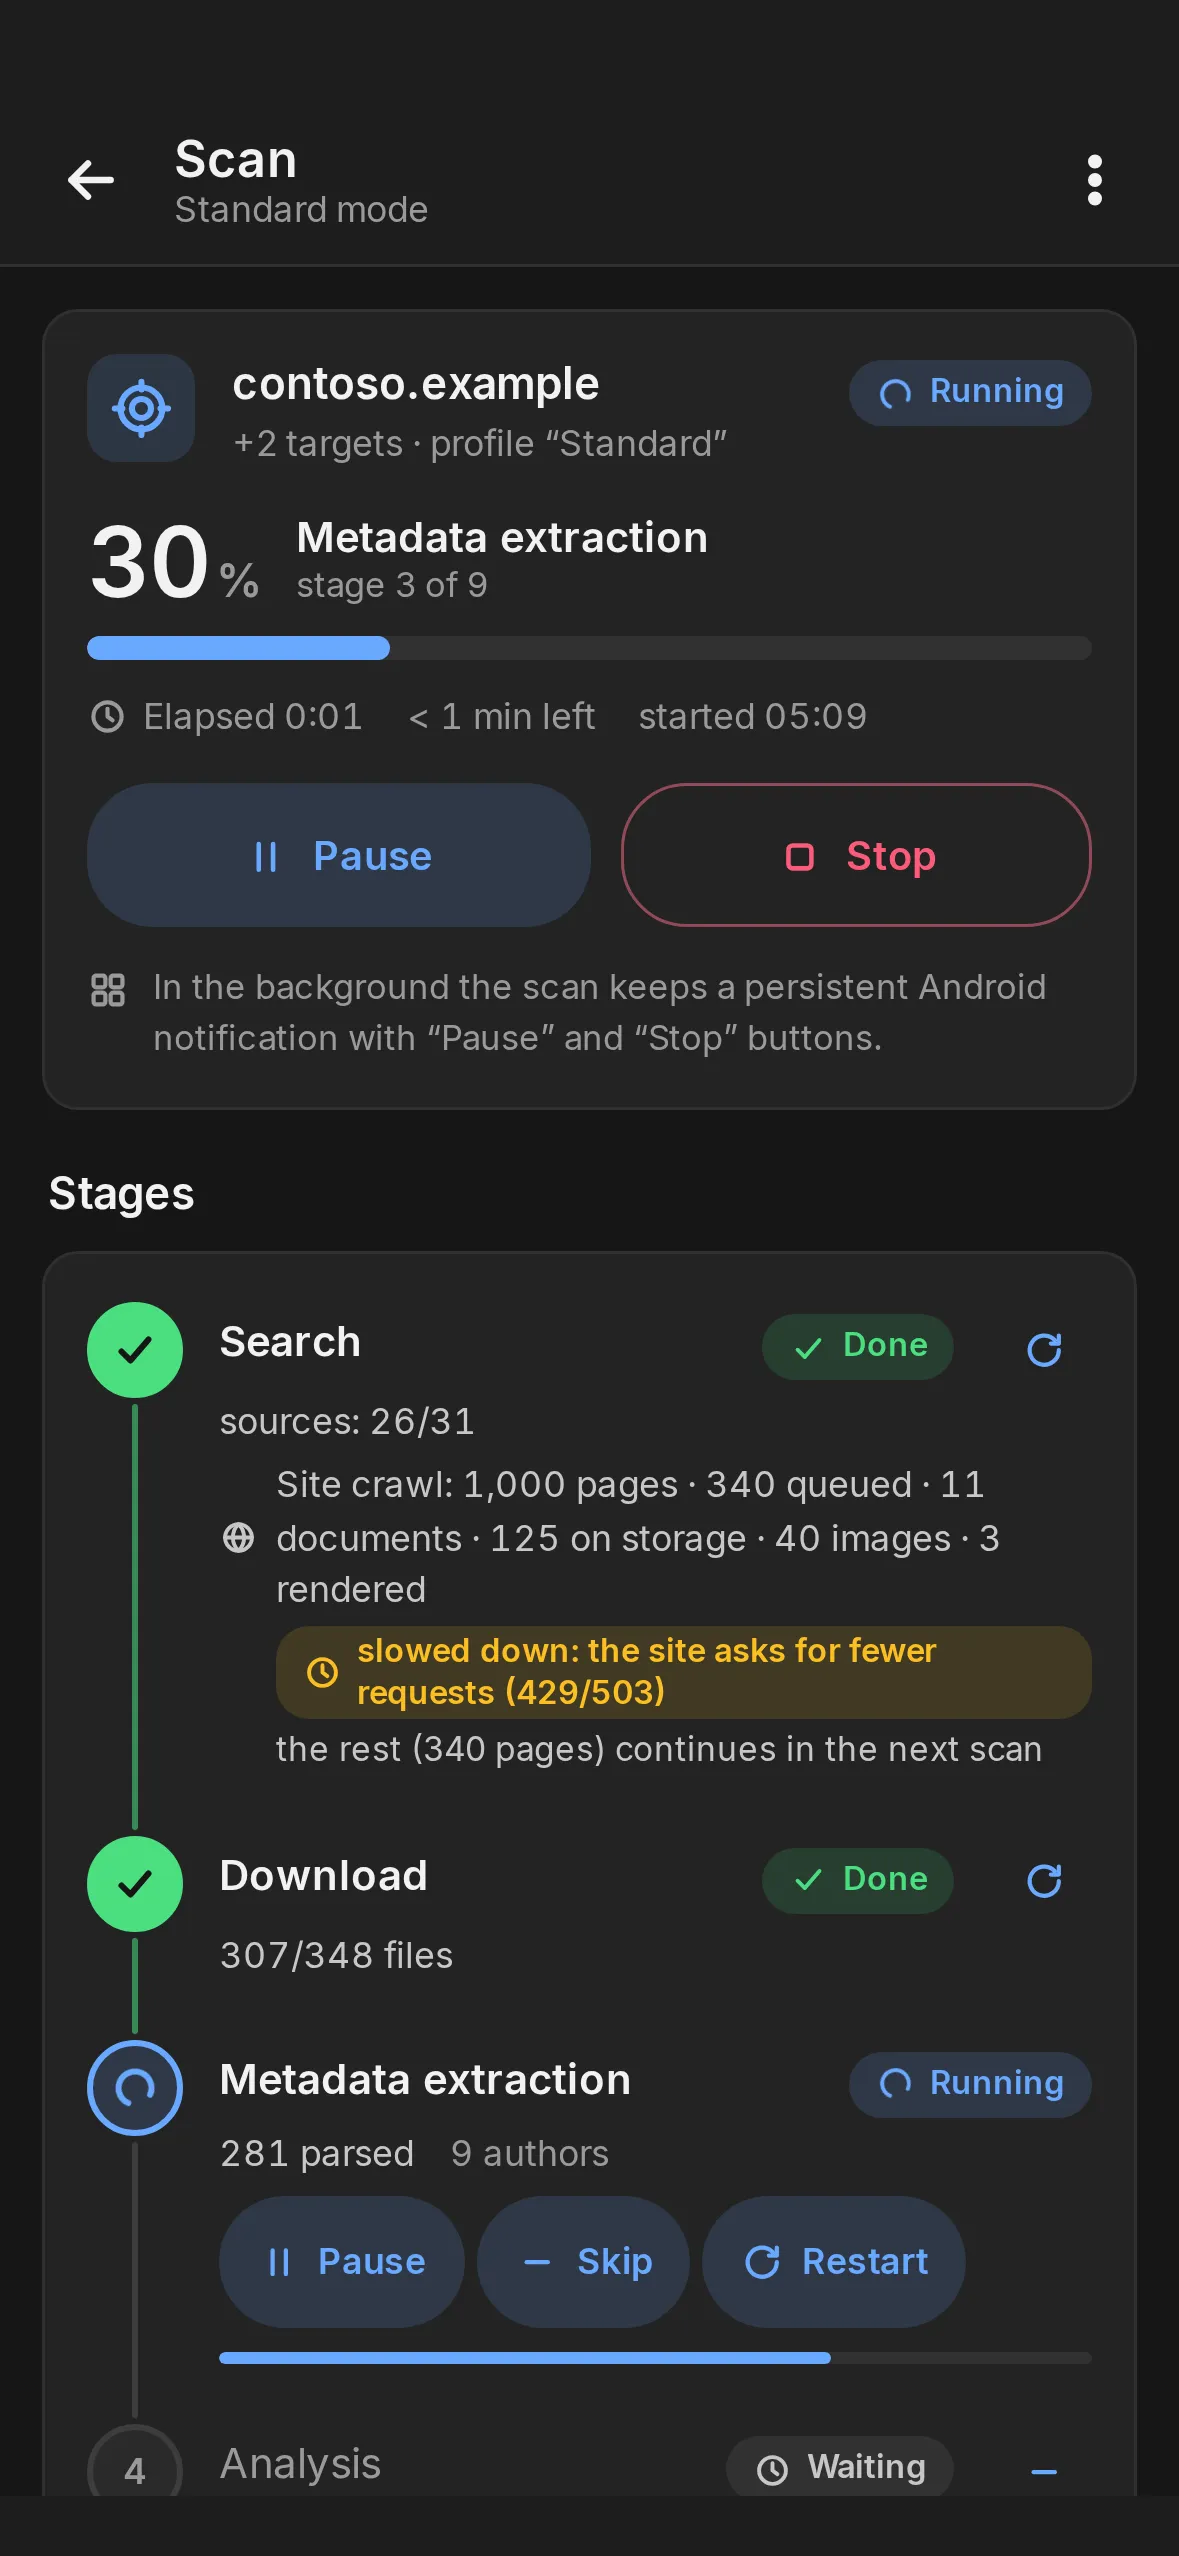 Scan
Standard mode
contoso.example
Running
+2 targets · profile “Standard”
30 %
Metadata extraction
stage 3 of 9
Elapsed 0:01
< 1 min left
started 05:09
Pause
Stop
In the background the scan keeps a persistent Android
notification with “Pause” and “Stop” buttons.
Stages
Search
Done
sources: 26/31
Site crawl: 1,000 pages · 340 queued · 11
documents · 125 on storage · 40 images · 3
rendered
slowed down: the site asks for fewer
requests (429/503)
the rest (340 pages) continues in the next scan
Download
Done
307/348 files
Metadata extraction
Running
281 parsed
9 authors
Pause
Skip
Restart
4
Analysis
Waiting